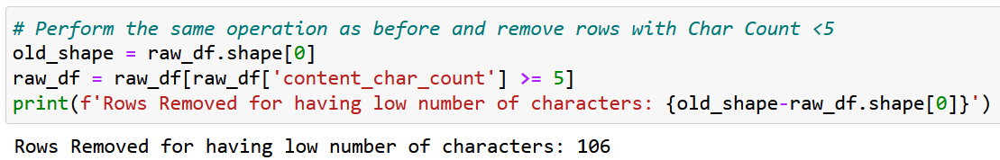 # Perform the same operation as before and remove rows with Char Count <5
old_shape = raw_df.shape[0]
raw_df = raw_df[raw_df['content_char_count'] >= 5]
print(f'Rows Removed for having low number of characters: {old_shape-raw_df.shape[0]}')
Rows Removed for having low number of characters: 106